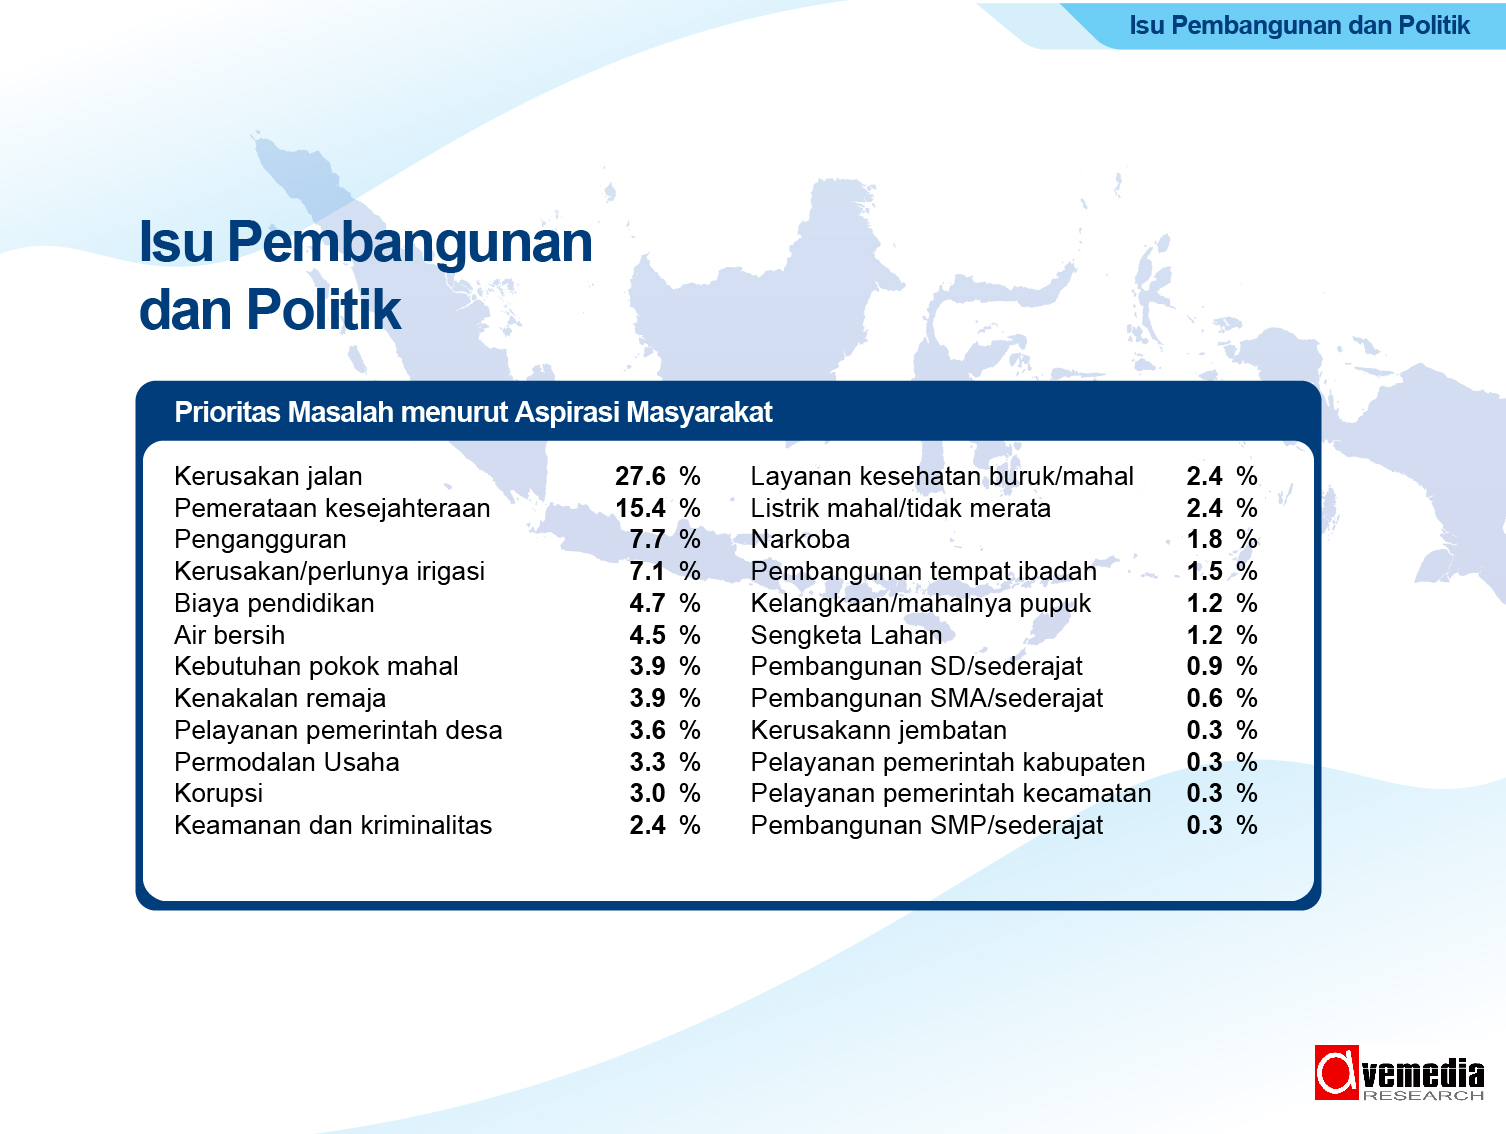 Isu Pembangunan dan Politik
Isu Pembangunan
dan Politik
Prioritas Masalah menurut Aspirasi Masyarakat
Kerusakan jalan 27.6 %
Pemerataan kesejahteraan 15.4 %
Pengangguran 7.7 %
Kerusakan/perlunya irigasi 7.1 %
Biaya pendidikan 4.7 %
Air bersih 4.5 %
Kebutuhan pokok mahal 3.9 %
Kenakalan remaja 3.9 %
Pelayanan pemerintah desa 3.6 %
Permodalan Usaha 3.3 %
Korupsi 3.0 %
Keamanan dan kriminalitas 2.4 %
Layanan kesehatan buruk/mahal 2.4 %
Listrik mahal/tidak merata 2.4 %
Narkoba 1.8 %
Pembangunan tempat ibadah 1.5 %
Kelangkaan/mahalnya pupuk 1.2 %
Sengketa Lahan 1.2 %
Pembangunan SD/sederajat 0.9 %
Pembangunan SMA/sederajat 0.6 %
Kerusakann jembatan 0.3 %
Pelayanan pemerintah kabupaten 0.3 %
Pelayanan pemerintah kecamatan 0.3 %
Pembangunan SMP/sederajat 0.3 %
avemedia
RESEARCH